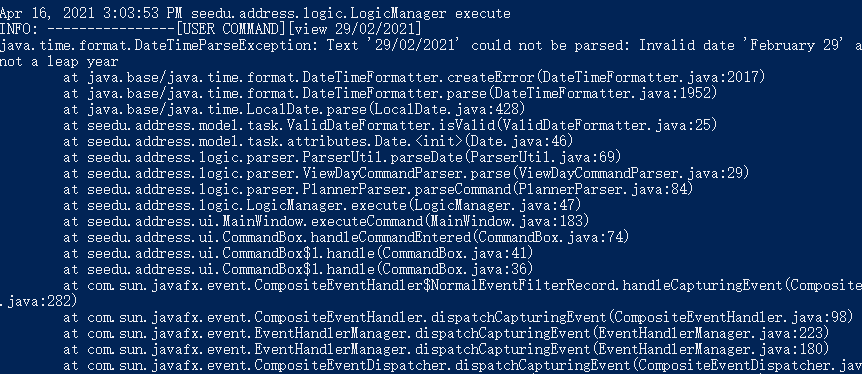 Apr 16, 2021 3:03:53 PM seedu.address.logic.LogicManager execute
INFO: ----------------[USER COMMAND][view 29/02/2021]
java.time.format.DateTimeParseException: Text '29/02/2021' could not be parsed: Invalid date 'February 29' a
not a leap year
at java.base/java.time.format.DateTimeFormatter.createError(DateTimeFormatter.java:2017)
at java.base/java.time.format.DateTimeFormatter.parse(DateTimeFormatter.java:1952)
at java.base/java.time.LocalDate.parse(LocalDate.java:428)
at seedu.address.model.task.ValidDateFormatter.isValid(ValidDateFormatter.java:25)
at seedu.address.model.task.attributes.Date.<init>(Date.java:46)
at seedu.address.logic.parser.ParserUtil.parseDate(ParserUtil.java:69)
at seedu.address.logic.parser.ViewDayCommandParser.parse(ViewDayCommandParser.java:29)
at seedu.address.logic.parser.PlannerParser.parseCommand(PlannerParser.java:84)
at seedu.address.logic.LogicManager.execute(LogicManager.java:47)
at seedu.address.ui.MainWindow.executeCommand(MainWindow.java:183)
at seedu.address.ui.CommandBox.handleCommandEntered(CommandBox.java:74)
at seedu.address.ui.CommandBox$1.handle(CommandBox.java:41)
at seedu.address.ui.CommandBox$1.handle(CommandBox.java:36)
at com.sun.javafx.event.CompositeEventHandler$NormalEventFilterRecord.handleCapturingEvent(Composite
.java:282)
at com.sun.javafx.event.CompositeEventHandler.dispatchCapturingEvent(CompositeEventHandler.java:98)
at com.sun.javafx.event.EventHandlerManager.dispatchCapturingEvent(EventHandlerManager.java:223)
at com.sun.javafx.event.EventHandlerManager.dispatchCapturingEvent(EventHandlerManager.java:180)
at com.sun.javafx.event.CompositeEventDispatcher.dispatchCapturingEvent(CompositeEventDispatcher.jav